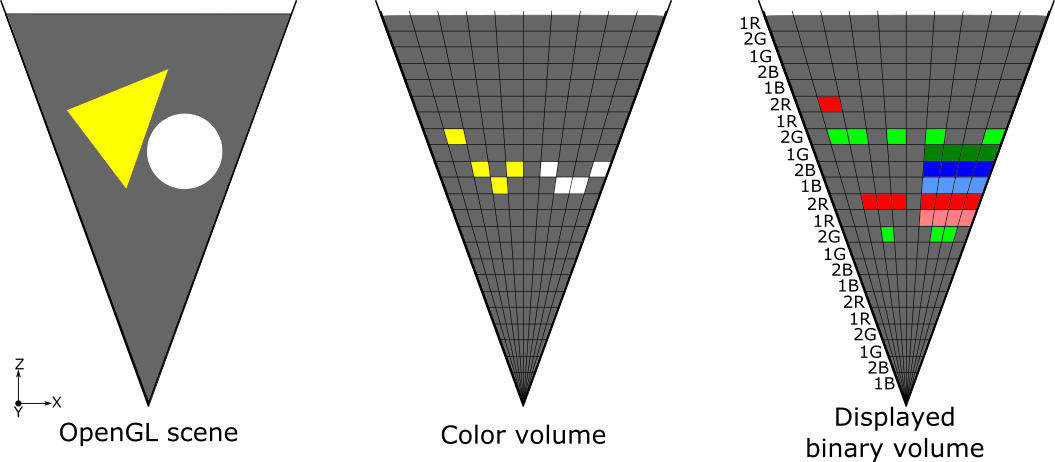 1R
2G
1G
2B
1B
2R
1R
2G
1G
2B
1B
2R
1R
2G
1G
2B
1B
2R
1R
2G
1G
2B
1B
Z
X
Y
OpenGL scene
Color volume
Displayed
binary volume